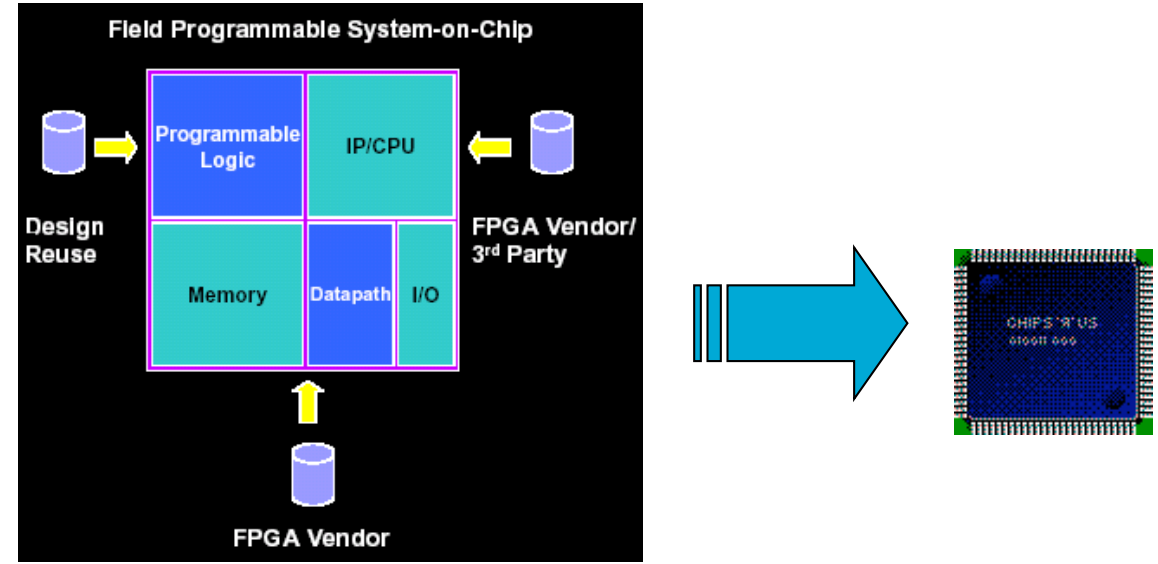 Field Programmable System-on-Chip
Programmable
Logic
IP/CPU
Design
Reuse
FPGA Vendor/
3rd Party
Memory
Datapath
I/O
FPGA Vendor
CHIPS 'Я' US